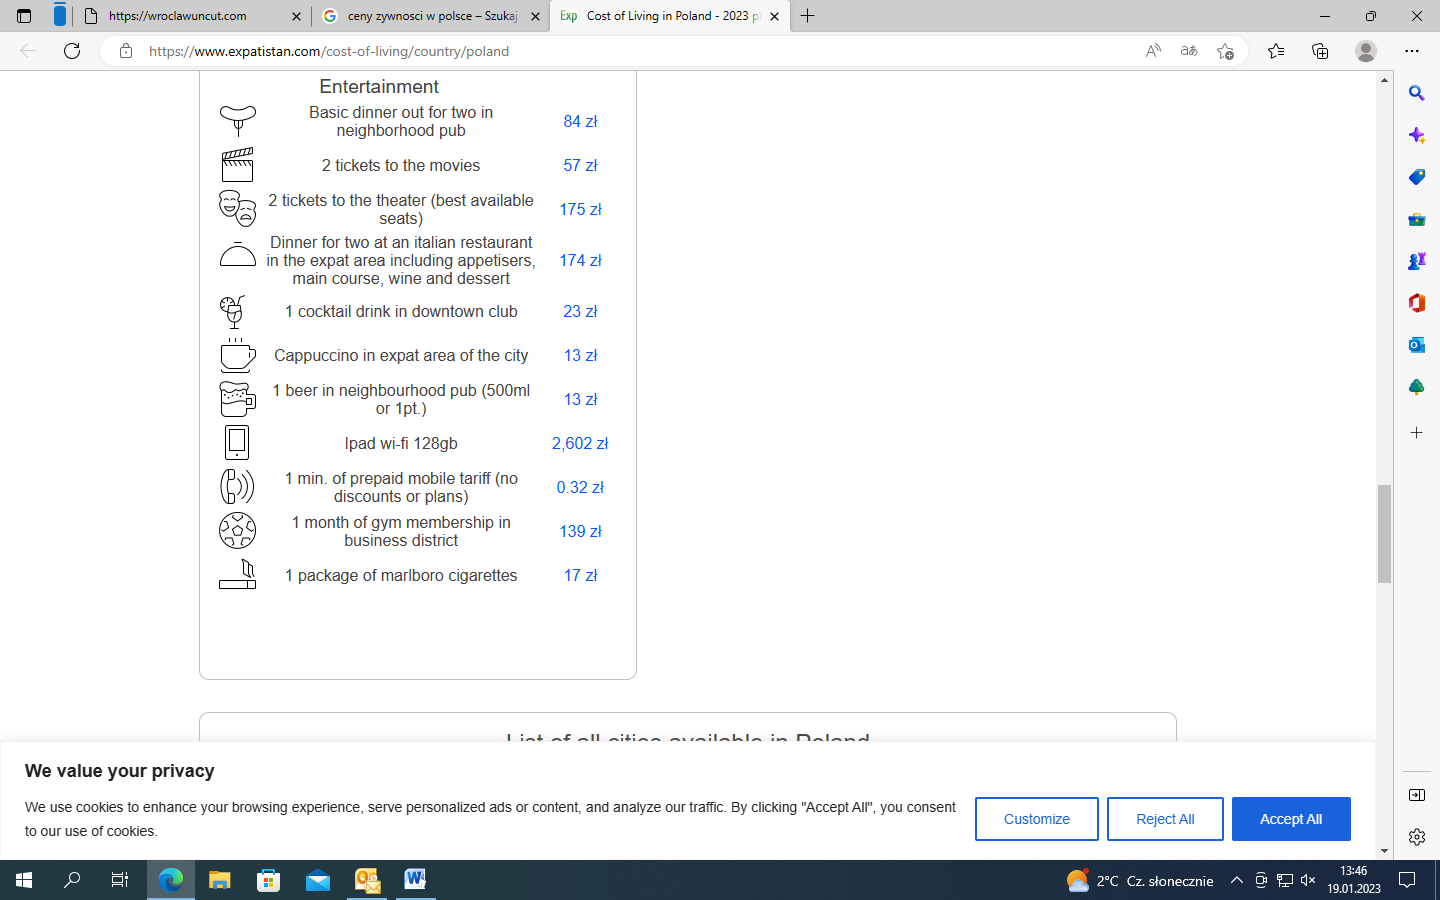 https://wroclawuncut.com
ceny zywnosci w polsce – Szukaj
Exp Cost of Living in Poland - 2023 p
https://www.expatistan.com/cost-of-living/country/poland
Entertainment
Basic dinner out for two in
neighborhood pub
84 zł
2 tickets to the movies
57 zł
2 tickets to the theater (best available
seats)
175 zł
Dinner for two at an italian restaurant
in the expat area including appetisers,
main course, wine and dessert
174 zł
1 cocktail drink in downtown club
23 zł
Cappuccino in expat area of the city
13 zł
1 beer in neighbourhood pub (500ml
or 1pt.)
13 zł
Ipad wi-fi 128gb
2,602 zł
1 min. of prepaid mobile tariff (no
discounts or plans)
0.32 zł
1 month of gym membership in
business district
139 zł
1 package of marlboro cigarettes
17 zł
List of all cities available in Poland
We value your privacy
We use cookies to enhance your browsing experience, serve personalized ads or content, and analyze our traffic. By clicking "Accept All", you consent
to our use of cookies.
Customize
Reject All
Accept All
2°C Cz. słonecznie
13:46
19.01.2023